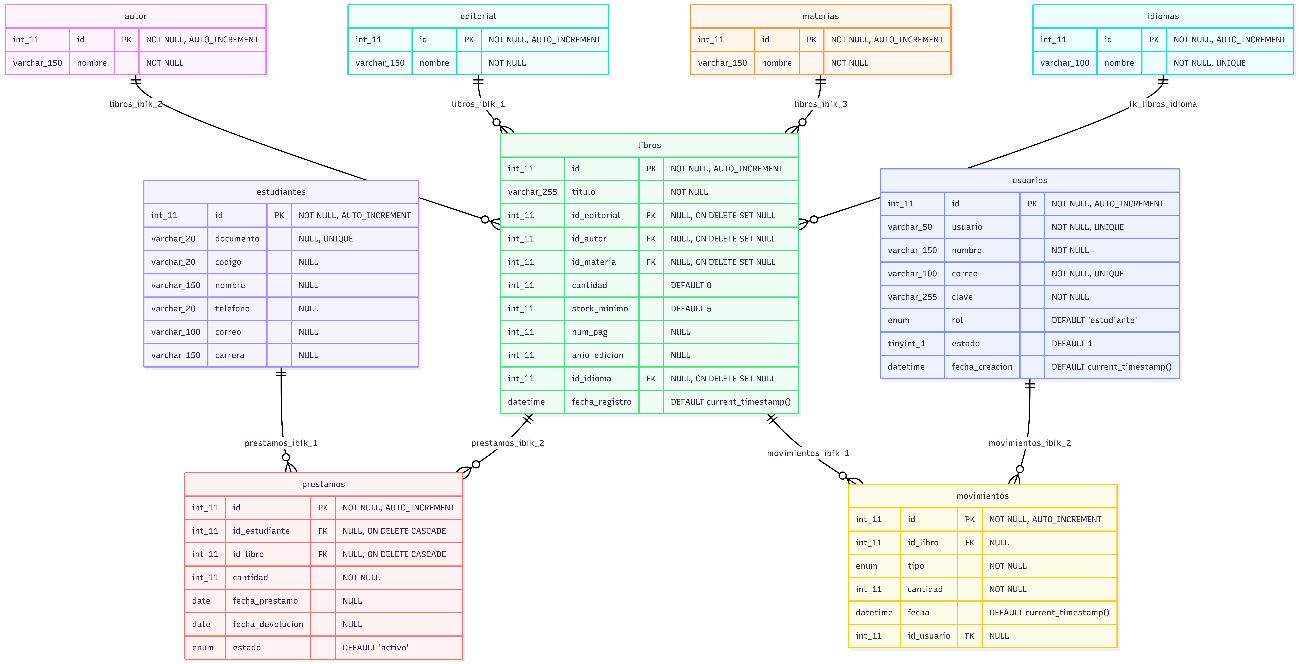 autor
int_11 id PK NOT NULL, AUTO_INCREMENT
varchar_150 nombre NOT NULL
editorial
int_11 id PK NOT NULL, AUTO_INCREMENT
varchar_150 nombre NOT NULL
materias
int_11 id PK NOT NULL, AUTO_INCREMENT
varchar_150 nombre NOT NULL
idiomas
int_11 id PK NOT NULL, AUTO_INCREMENT
varchar_100 nombre NOT NULL, UNIQUE
libros_ibfk_2
libros_ibfk_1
libros_ibfk_3
fk_libros_idioma
libros
int_11 id PK NOT NULL, AUTO_INCREMENT
varchar_255 titulo NOT NULL
int_11 id_editorial FK NULL, ON DELETE SET NULL
int_11 id_autor FK NULL, ON DELETE SET NULL
int_11 id_materia FK NULL, ON DELETE SET NULL
int_11 cantidad DEFAULT 0
int_11 stock_minimo DEFAULT 5
int_11 num_pag NULL
int_11 anio_edicion NULL
int_11 id_idioma FK NULL, ON DELETE SET NULL
datetime fecha_registro DEFAULT current_timestamp()
estudiantes
int_11 id PK NOT NULL, AUTO_INCREMENT
varchar_20 documento NULL, UNIQUE
varchar_20 codigo NULL
varchar_150 nombre NULL
varchar_20 telefono NULL
varchar_100 correo NULL
varchar_150 carrera NULL
usuarios
int_11 id PK NOT NULL, AUTO_INCREMENT
varchar_50 usuario NOT NULL, UNIQUE
varchar_150 nombre NOT NULL
varchar_100 correo NOT NULL, UNIQUE
varchar_255 clave NOT NULL
enum rol DEFAULT 'estudiante'
tinyint_1 estado DEFAULT 1
datetime fecha_creacion DEFAULT current_timestamp()
prestamos_ibfk_1
prestamos_ibfk_2
movimientos_ibfk_1
movimientos_ibfk_2
prestamos
int_11 id PK NOT NULL, AUTO_INCREMENT
int_11 id_estudiante FK NULL, ON DELETE CASCADE
int_11 id_libro FK NULL, ON DELETE CASCADE
int_11 cantidad NOT NULL
date fecha_prestamo NULL
date fecha_devolucion NULL
enum estado DEFAULT 'activo'
movimientos
int_11 id PK NOT NULL, AUTO_INCREMENT
int_11 id_libro FK NULL
enum tipo NOT NULL
int_11 cantidad NOT NULL
datetime fecha DEFAULT current_timestamp()
int_11 id_usuario FK NULL